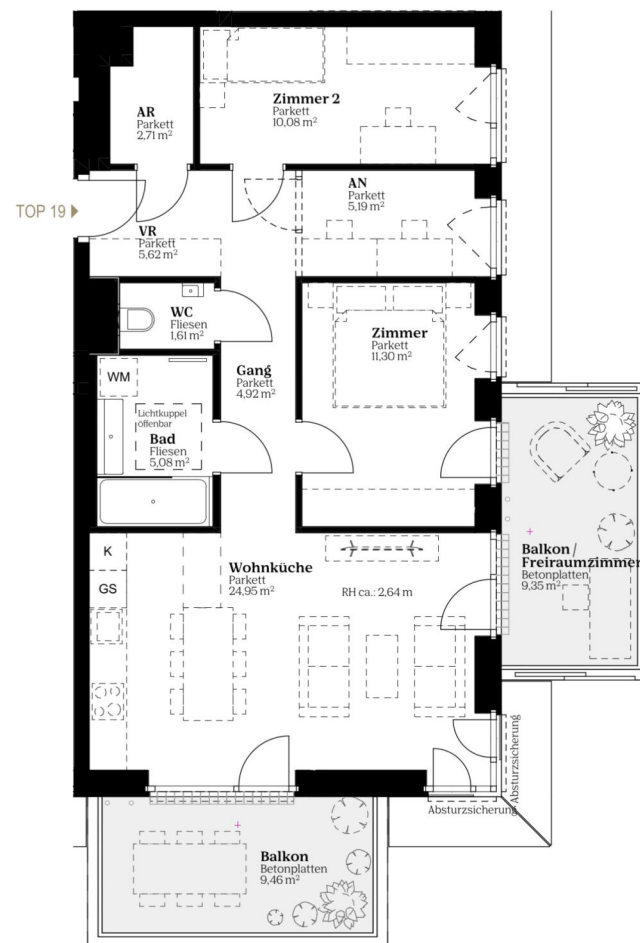 Zimmer 2
Parkett
10,08 m²
AR
Parkett
2,71 m²
AN
Parkett
5,19 m²
TOP 19
VR
Parkett
5,62 m²
WC
Fliesen
1,61 m²
Zimmer
Parkett
11,30 m²
Gang
Parkett
4,92 m²
WM
Lichtkuppel
öffenbar
Bad
Fliesen
5,08 m²
K
GS
Wohnküche
Parkett
24,95 m²
RH ca.: 2,64 m
Balkon/
Freiraumzimmer
Betonplatten
9,35 m²
Absturzsicherung
Absturzsicherung
Balkon
Betonplatten
9,46 m²